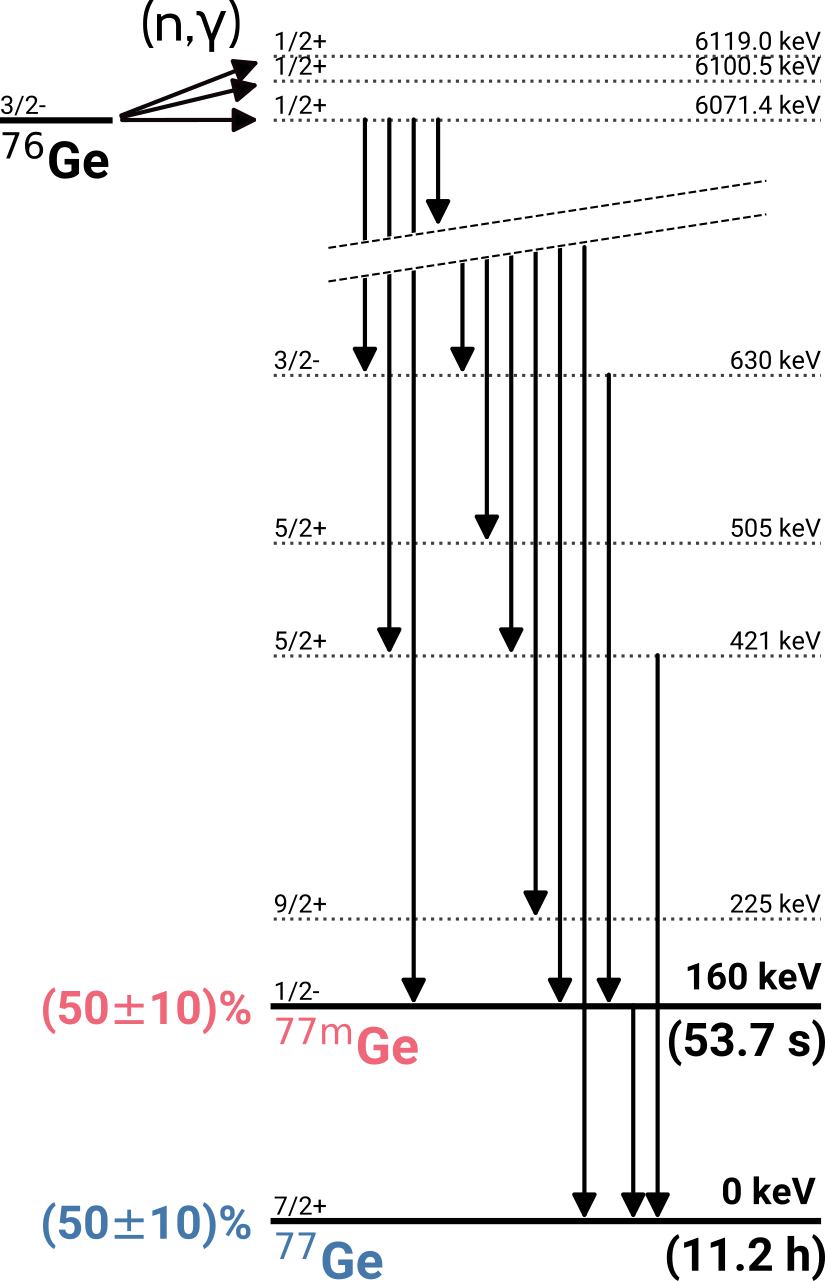 (n,γ)
1/2+ 6119.0 keV
1/2+ 6100.5 keV
3/2- 1/2+ 6071.4 keV
76Ge
3/2- 630 keV
5/2+ 505 keV
5/2+ 421 keV
9/2+ 225 keV
1/2- 160 keV
(50±10)% 77mGe (53.7 s)
7/2+ 0 keV
(50±10)% 77Ge (11.2 h)